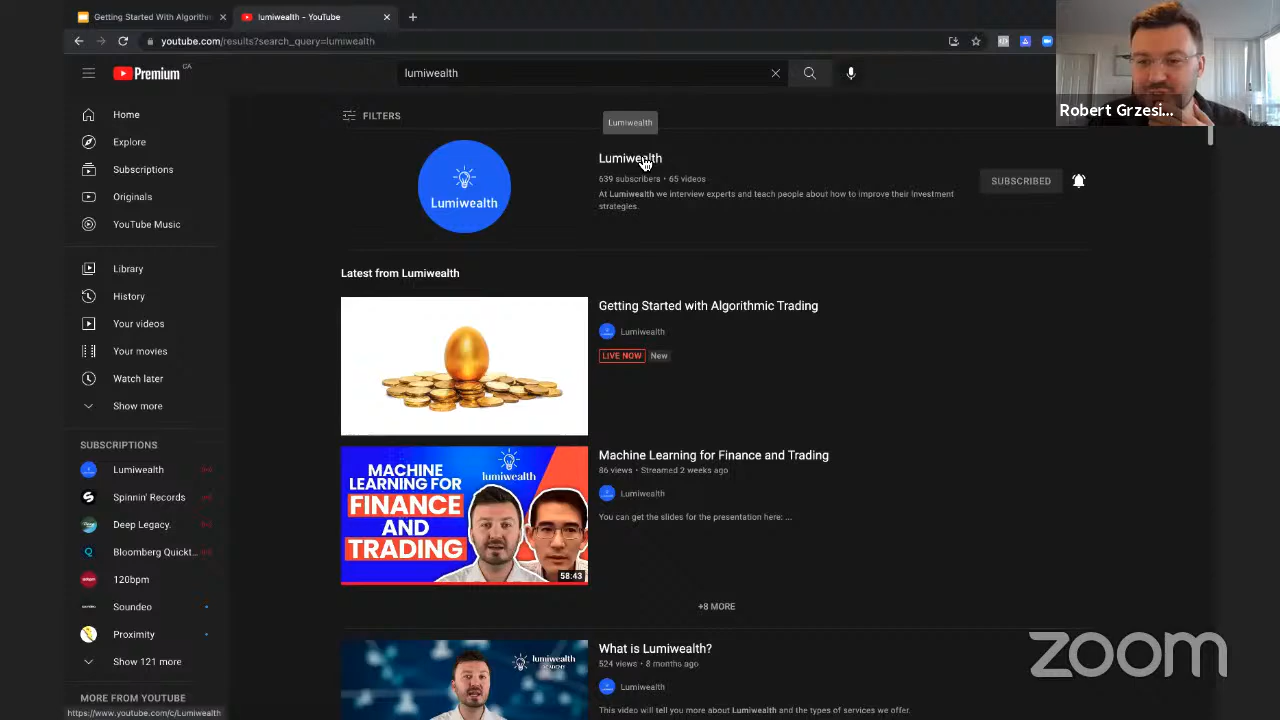 Getting Started With Algorithm
lumiwealth - YouTube
youtube.com/results?search_query=lumiwealth
Premium
CA
lumiwealth
Robert Grzesi...
Home
Explore
Subscriptions
Originals
YouTube Music
Library
History
Your videos
Your movies
Watch later
Show more
SUBSCRIPTIONS
Lumiwealth
Spinnin' Records
Deep Legacy.
Bloomberg Quickt...
120bpm
Soundeo
Proximity
Show 121 more
MORE FROM YOUTUBE
https://www.youtube.com/c/Lumiwealth
FILTERS
Lumiwealth
Lumiwealth
Lumiwealth
639 subscribers • 65 videos
At Lumiwealth we interview experts and teach people about how to improve their investment
strategies.
SUBSCRIBED
Latest from Lumiwealth
Getting Started with Algorithmic Trading
Lumiwealth
LIVE NOW
New
MACHINE
LEARNING FOR
FINANCE
AND
TRADING
lumiwealth
58:43
Machine Learning for Finance and Trading
86 views • Streamed 2 weeks ago
Lumiwealth
You can get the slides for the presentation here: ...
+8 MORE
lumiwealth
ACADEMY
What is Lumiwealth?
524 views • 8 months ago
Lumiwealth
This video will tell you more about Lumiwealth and the types of services we offer.
zoom